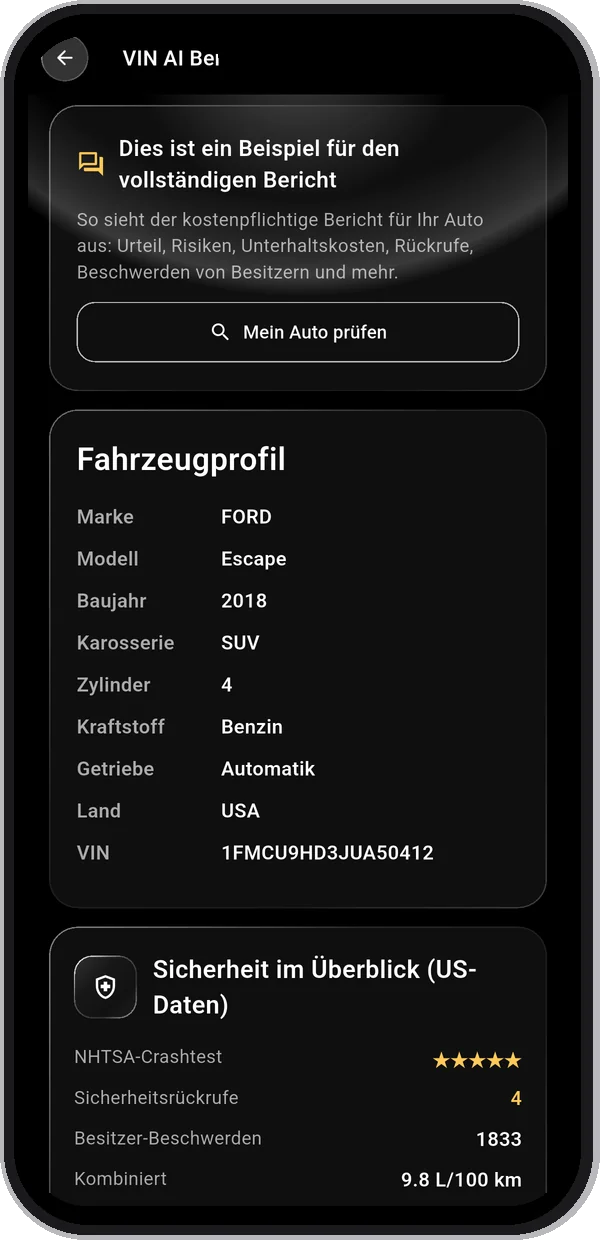 VIN AI Bei
Dies ist ein Beispiel für den
vollständigen Bericht
So sieht der kostenpflichtige Bericht für Ihr Auto
aus: Urteil, Risiken, Unterhaltskosten, Rückrufe,
Beschwerden von Besitzern und mehr.
Mein Auto prüfen
Fahrzeugprofil
Marke FORD
Modell Escape
Baujahr 2018
Karosserie SUV
Zylinder 4
Kraftstoff Benzin
Getriebe Automatik
Land USA
VIN 1FMCU9HD3JUA50412
Sicherheit im Überblick (US-
Daten)
NHTSA-Crashtest ★★★★★
Sicherheitsrückrufe 4
Besitzer-Beschwerden 1833
Kombiniert 9.8 L/100 km